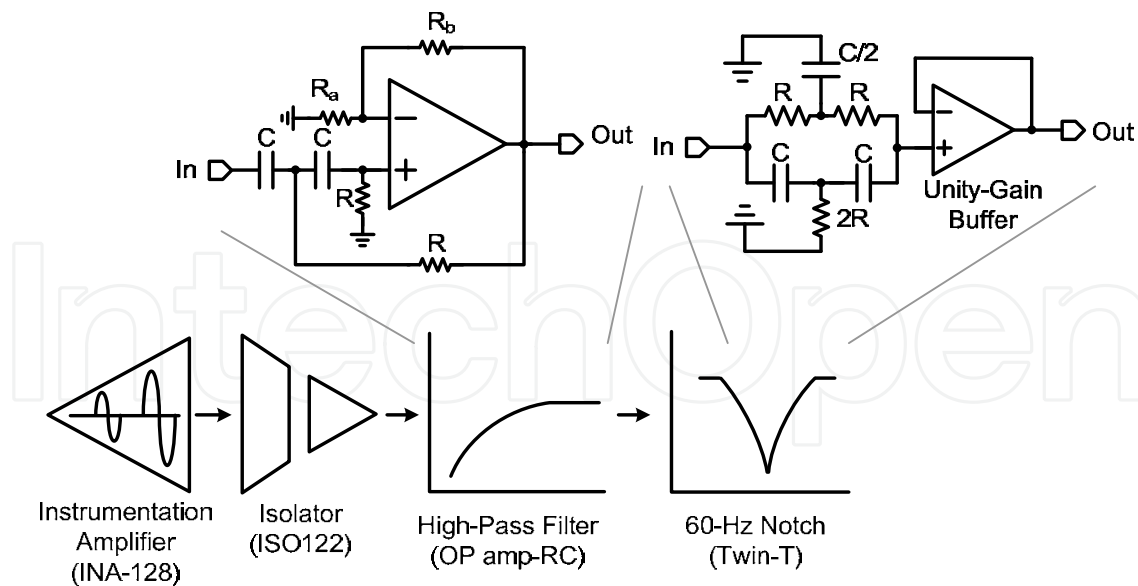 R_b
R_a
C
C
In
Out
R
R
C/2
R
R
In
C
C
Out
2R
Unity-Gain
Buffer
IntechOpen
Instrumentation
Amplifier
(INA-128)
Isolator
(ISO122)
High-Pass Filter
(OP amp-RC)
60-Hz Notch
(Twin-T)